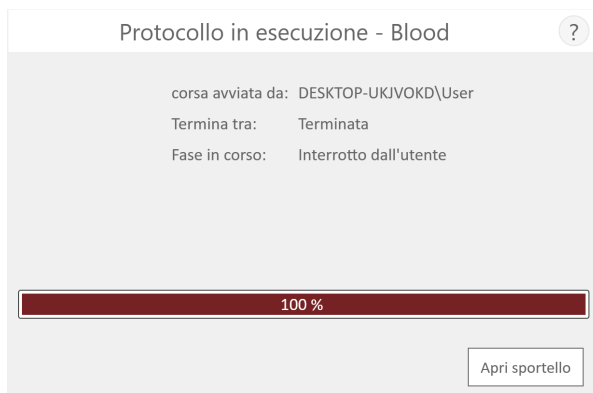 Protocollo in esecuzione - Blood ?
corsa avviata da: DESKTOP-UKJVOKD\User
Termina tra: Terminata
Fase in corso: Interrotto dall'utente
100 %
Apri sportello